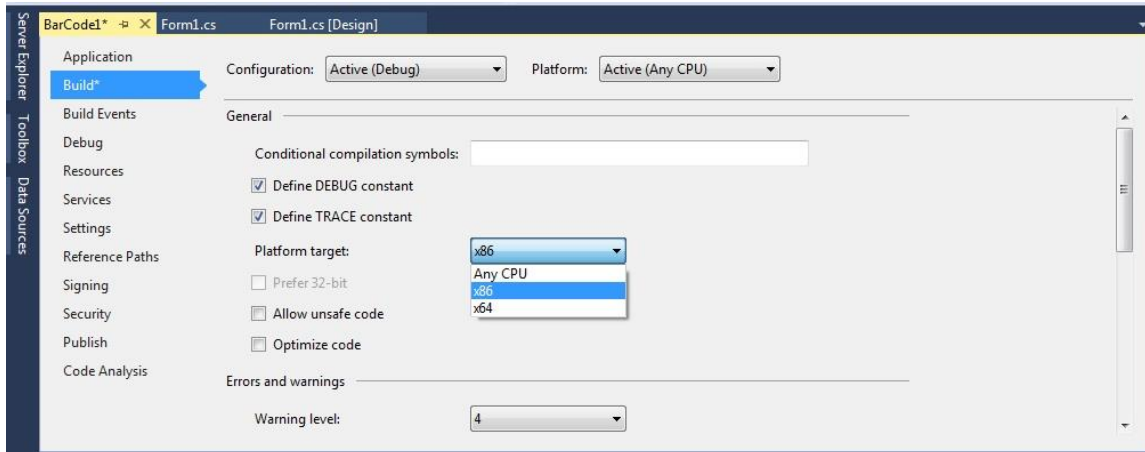 BarCode1* Form1.cs Form1.cs [Design]
Server Explorer
Toolbox
Data Sources
Application
Build*
Build Events
Debug
Resources
Services
Settings
Reference Paths
Signing
Security
Publish
Code Analysis
Configuration: Active (Debug) Platform: Active (Any CPU)
General
Conditional compilation symbols:
Define DEBUG constant
Define TRACE constant
Platform target: x86
Any CPU
x86
x64
Prefer 32-bit
Allow unsafe code
Optimize code
Errors and warnings
Warning level: 4